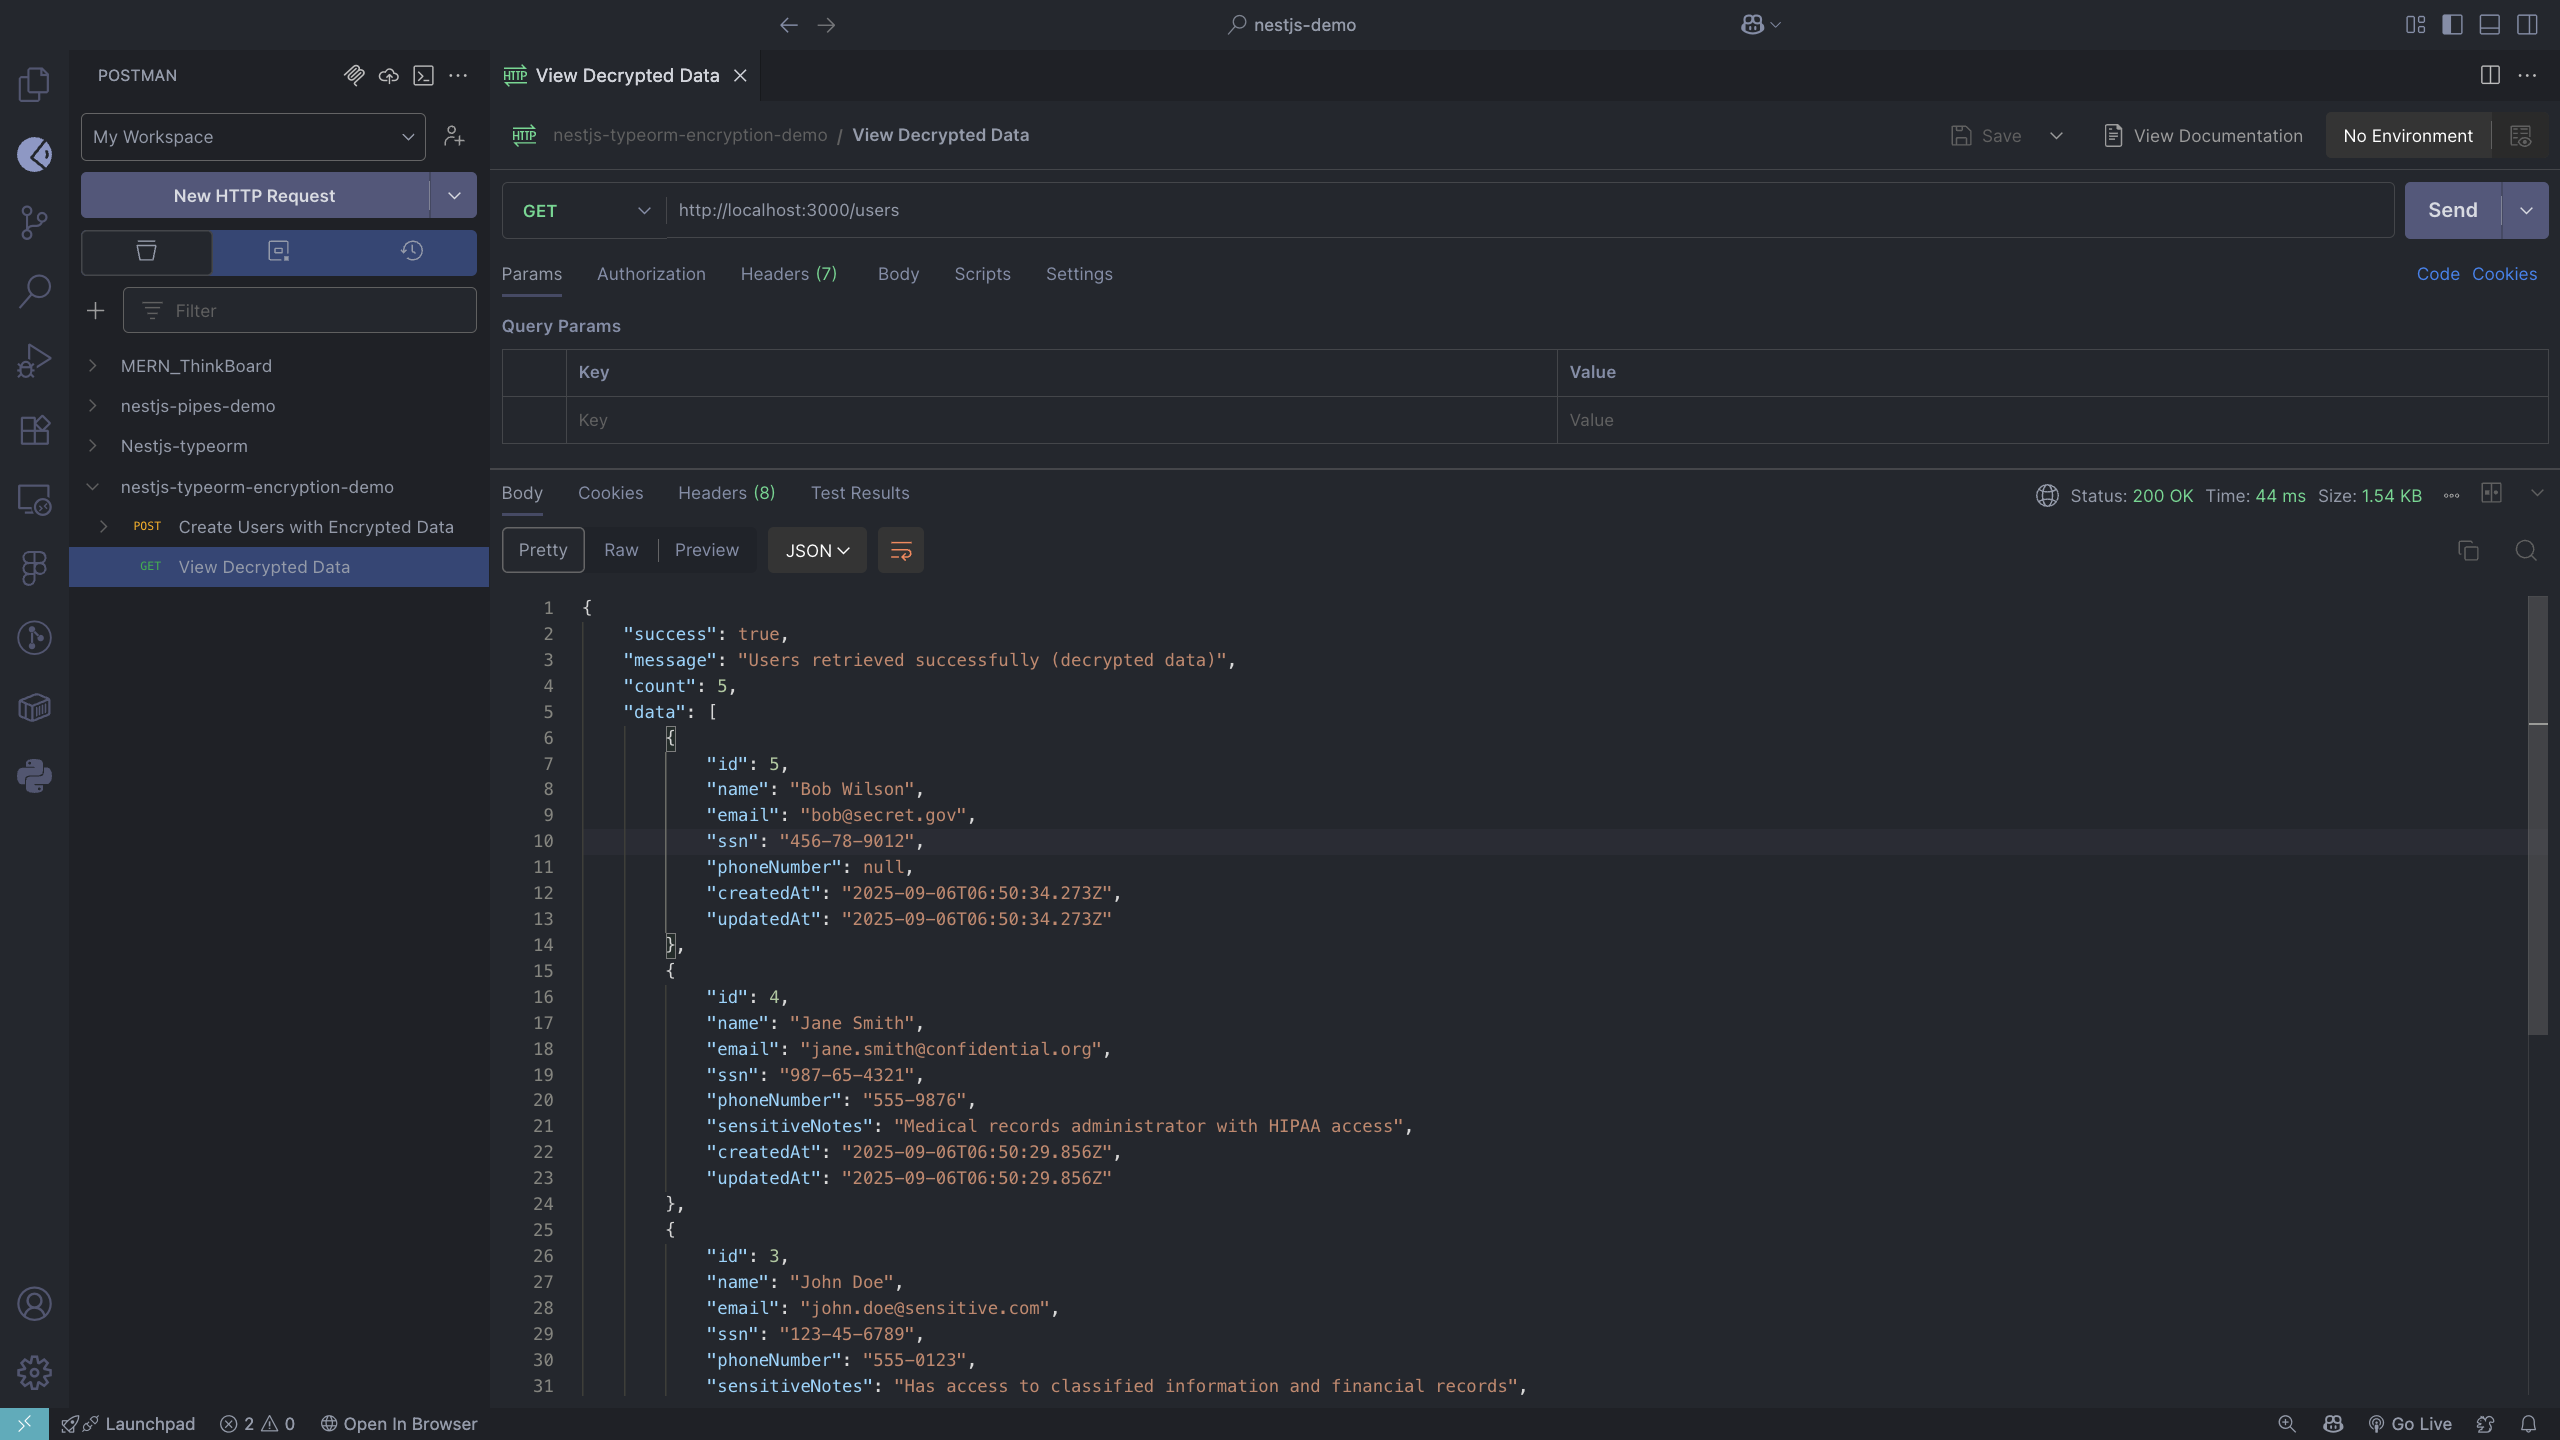 nestjs-demo
POSTMAN
My Workspace
New HTTP Request
Filter
MERN_ThinkBoard
nestjs-pipes-demo
Nestjs-typeorm
nestjs-typeorm-encryption-demo
POST Create Users with Encrypted Data
GET View Decrypted Data
HTTP View Decrypted Data
HTTP nestjs-typeorm-encryption-demo / View Decrypted Data
Save View Documentation No Environment
GET http://localhost:3000/users Send
Params Authorization Headers (7) Body Scripts Settings Code Cookies
Query Params
Key Value
Key Value
Body Cookies Headers (8) Test Results Status: 200 OK Time: 44 ms Size: 1.54 KB
Pretty Raw Preview JSON
1 {
2 "success": true,
3 "message": "Users retrieved successfully (decrypted data)",
4 "count": 5,
5 "data": [
6 {
7 "id": 5,
8 "name": "Bob Wilson",
9 "email": "bob@secret.gov",
10 "ssn": "456-78-9012",
11 "phoneNumber": null,
12 "createdAt": "2025-09-06T06:50:34.273Z",
13 "updatedAt": "2025-09-06T06:50:34.273Z"
14 },
15 {
16 "id": 4,
17 "name": "Jane Smith",
18 "email": "jane.smith@confidential.org",
19 "ssn": "987-65-4321",
20 "phoneNumber": "555-9876",
21 "sensitiveNotes": "Medical records administrator with HIPAA access",
22 "createdAt": "2025-09-06T06:50:29.856Z",
23 "updatedAt": "2025-09-06T06:50:29.856Z"
24 },
25 {
26 "id": 3,
27 "name": "John Doe",
28 "email": "john.doe@sensitive.com",
29 "ssn": "123-45-6789",
30 "phoneNumber": "555-0123",
31 "sensitiveNotes": "Has access to classified information and financial records",
Launchpad 2 0 Open In Browser Go Live